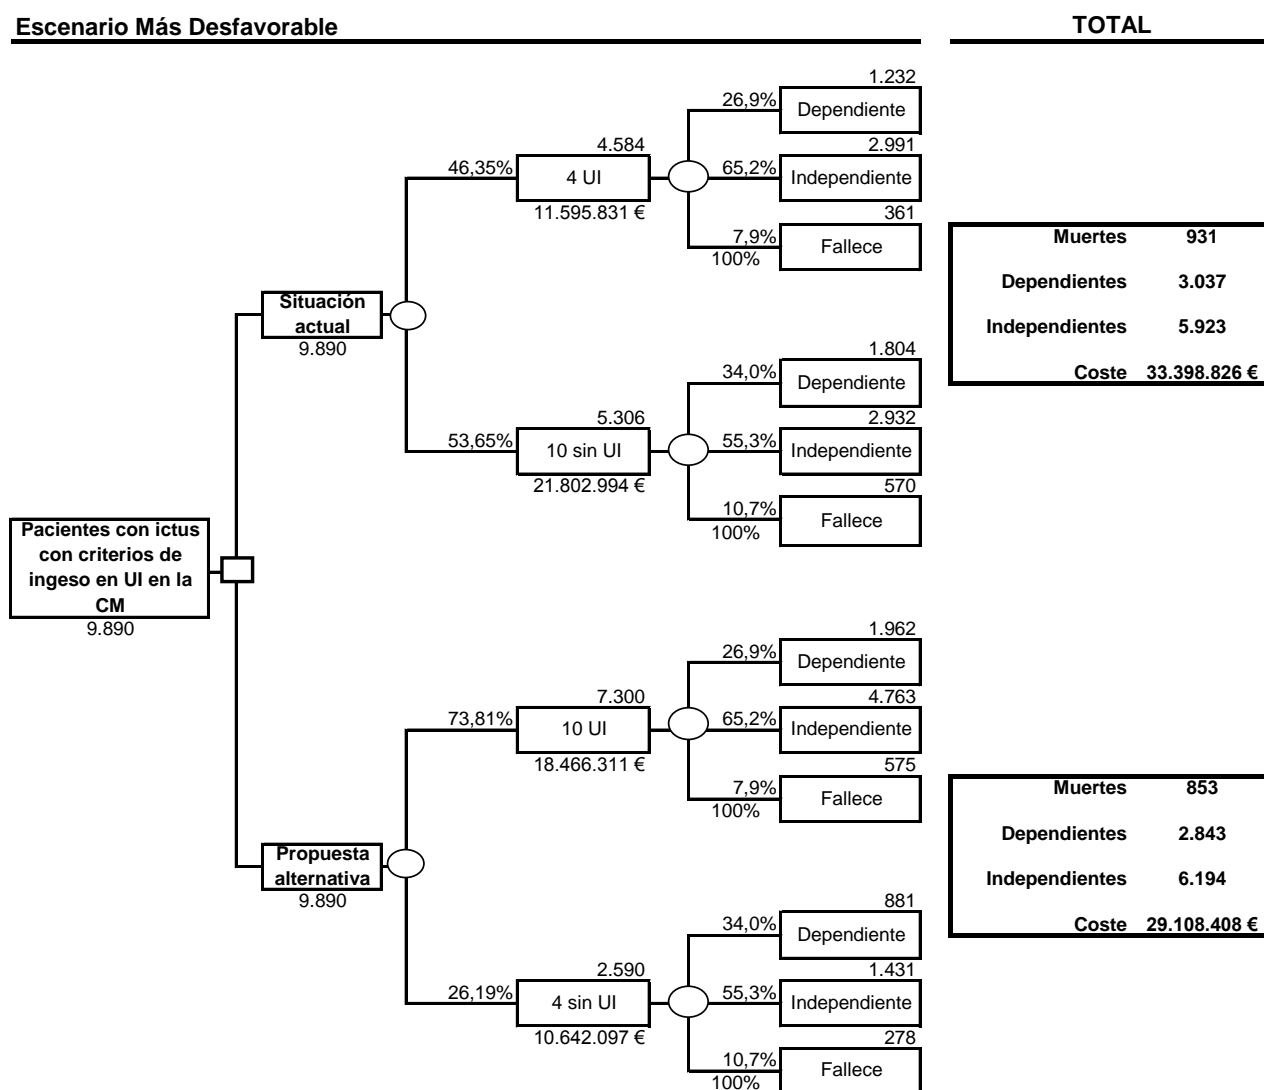 Escenario Más Desfavorable
TOTAL
1.232
26,9%
Dependiente
4.584
2.991
46,35%
4 UI
65,2%
Independiente
11.595.831 €
361
7,9%
Fallece
100%
Muertes 931
Dependientes 3.037
Independientes 5.923
Coste 33.398.826 €
Situación
actual
9.890
1.804
34,0%
Dependiente
5.306
2.932
53,65%
10 sin UI
55,3%
Independiente
21.802.994 €
570
10,7%
Fallece
100%
Pacientes con ictus
con criterios de
ingeso en UI en la
CM
9.890
1.962
26,9%
Dependiente
7.300
4.763
73,81%
10 UI
65,2%
Independiente
18.466.311 €
575
7,9%
Fallece
100%
Muertes 853
Dependientes 2.843
Independientes 6.194
Coste 29.108.408 €
Propuesta
alternativa
9.890
881
34,0%
Dependiente
2.590
1.431
26,19%
4 sin UI
55,3%
Independiente
10.642.097 €
278
10,7%
Fallece
100%